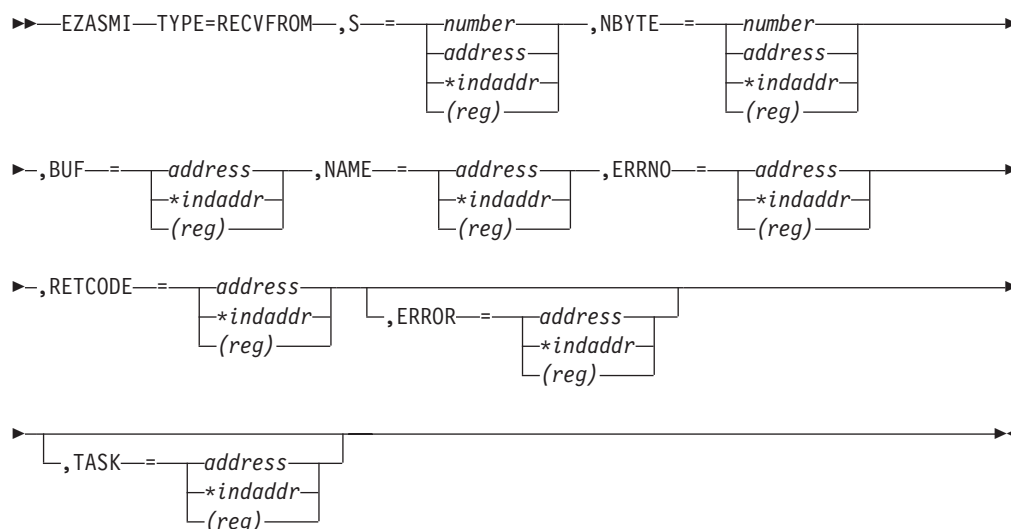 EZASMI TYPE=RECVFROM ,S = number ,NBYTE = number
address address
*indaddr *indaddr
(reg) (reg)
,BUF = address ,NAME = address ,ERRNO = address
*indaddr *indaddr *indaddr
(reg) (reg) (reg)
,RETCODE = address
*indaddr ,ERROR = address
(reg) *indaddr
(reg)
,TASK = address
*indaddr
(reg)